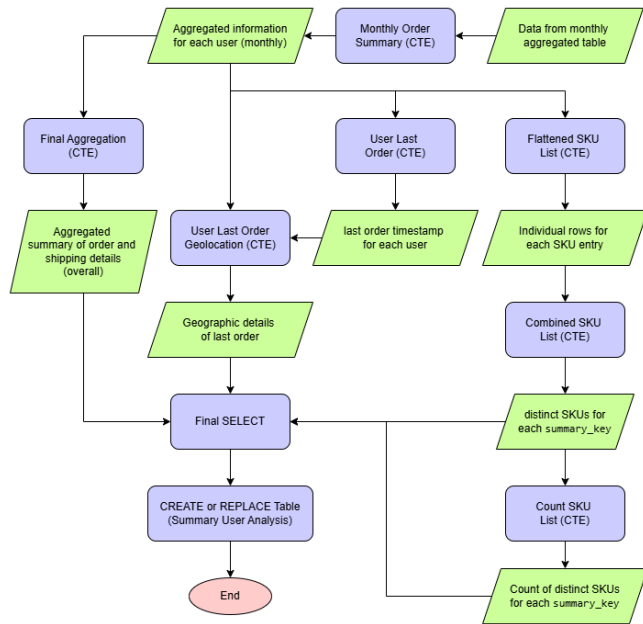 Aggregated information
for each user (monthly)
Monthly Order
Summary (CTE)
Data from monthly
aggregated table
Final Aggregation
(CTE)
User Last
Order (CTE)
Flattened SKU
List (CTE)
Aggregated
summary of order and
shipping details
(overall)
User Last Order
Geolocation (CTE)
last order timestamp
for each user
Individual rows for
each SKU entry
Geographic details
of last order
Combined SKU
List (CTE)
Final SELECT
distinct SKUs for
each summary_key
CREATE or REPLACE Table
(Summary User Analysis)
Count SKU
List (CTE)
End
Count of distinct SKUs
for each summary_key